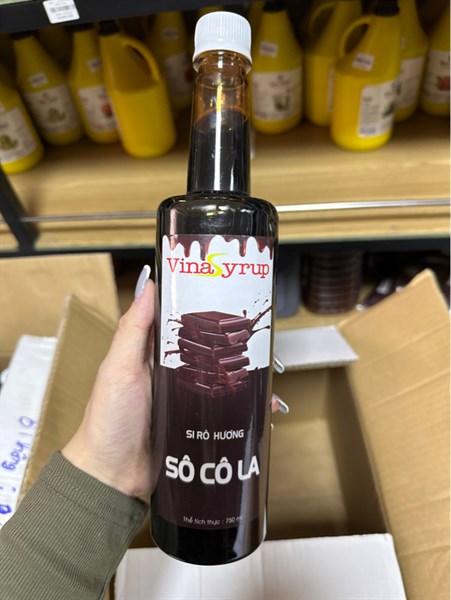 VinaSyrup
SI RÔ HƯƠNG
SÔ CÔ LA
thể tích thực : 750 ml